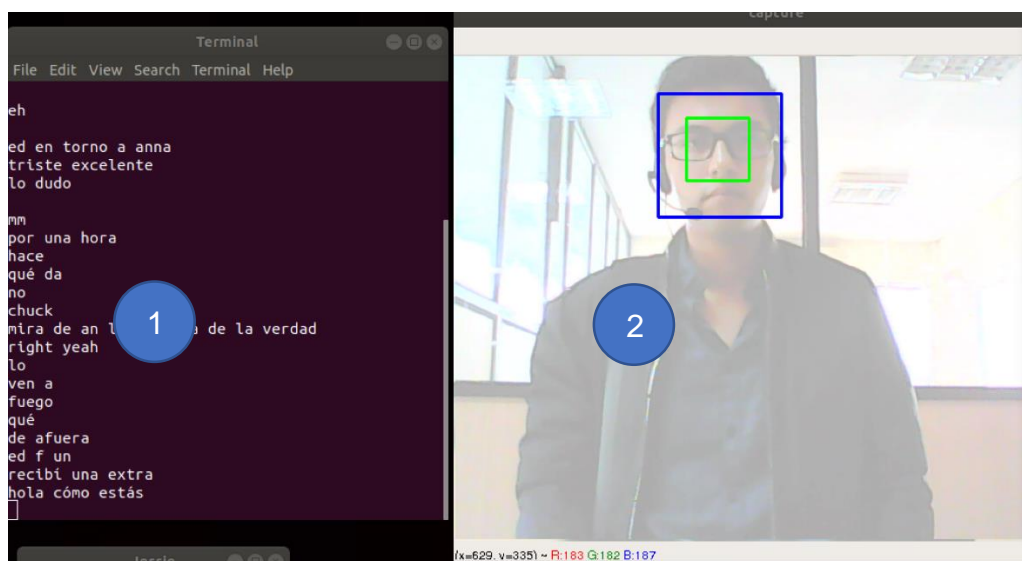 Terminal
File Edit View Search Terminal Help
eh
ed en torno a anna
triste excelente
lo dudo
mm
por una hora
hace
qué da
no
chuck
mira de an de la verdad
right yeah
lo
ven a
fuego
qué
de afuera
ed f un
recibí una extra
hola cómo estás
1
capture
2
(x=629, y=335) ~ R:183 G:182 B:187